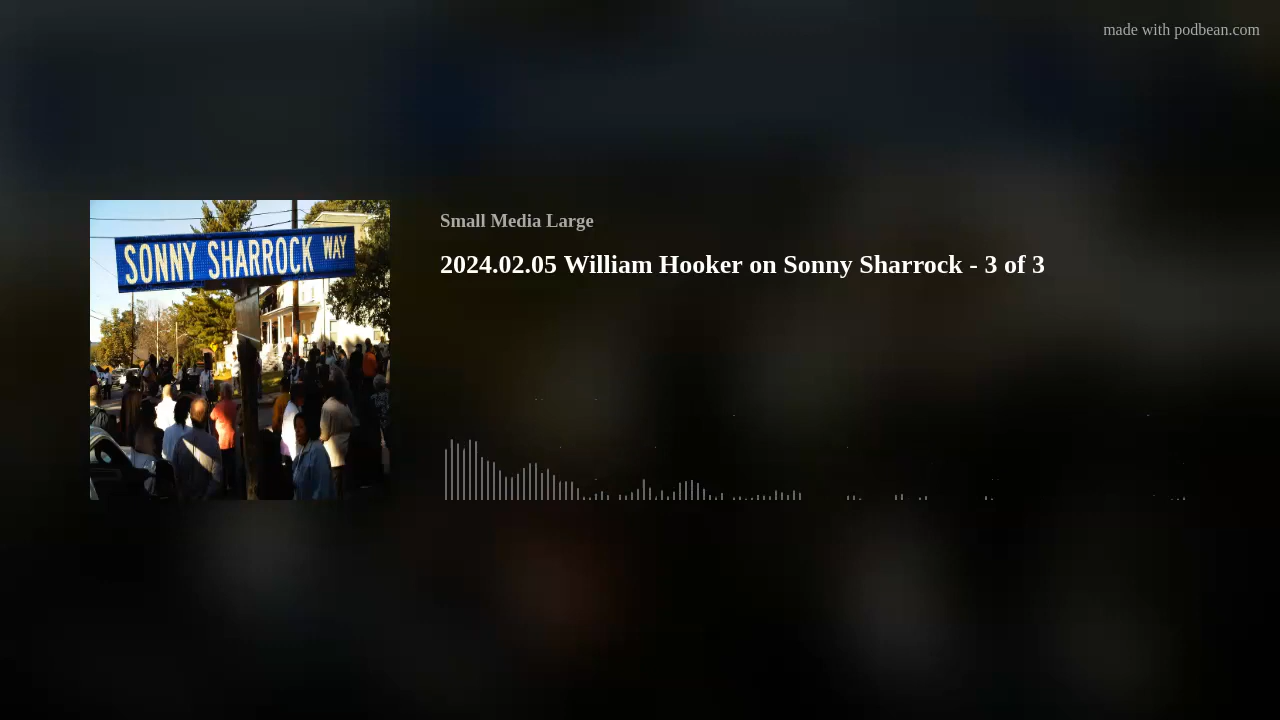 made with podbean.com
SONNY SHARROCK WAY
Small Media Large
2024.02.05 William Hooker on Sonny Sharrock - 3 of 3